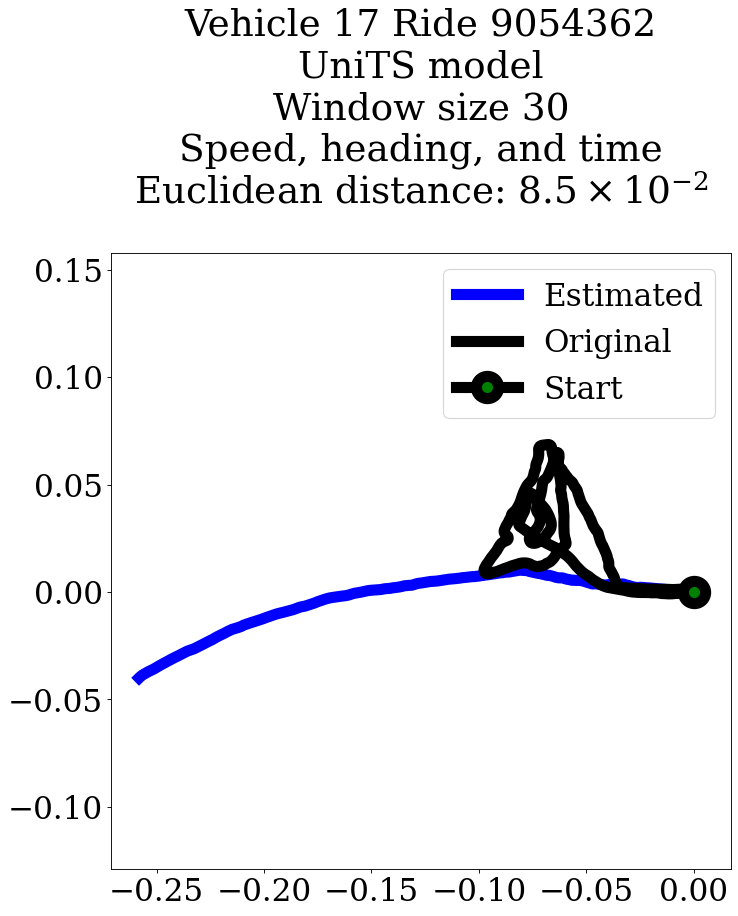 Vehicle 17 Ride 9054362
UniTS model
Window size 30
Speed, heading, and time
Euclidean distance: 8.5 × 10⁻²
Estimated
Original
Start
0.15
0.10
0.05
0.00
−0.05
−0.10
−0.25 −0.20 −0.15 −0.10 −0.05 0.00